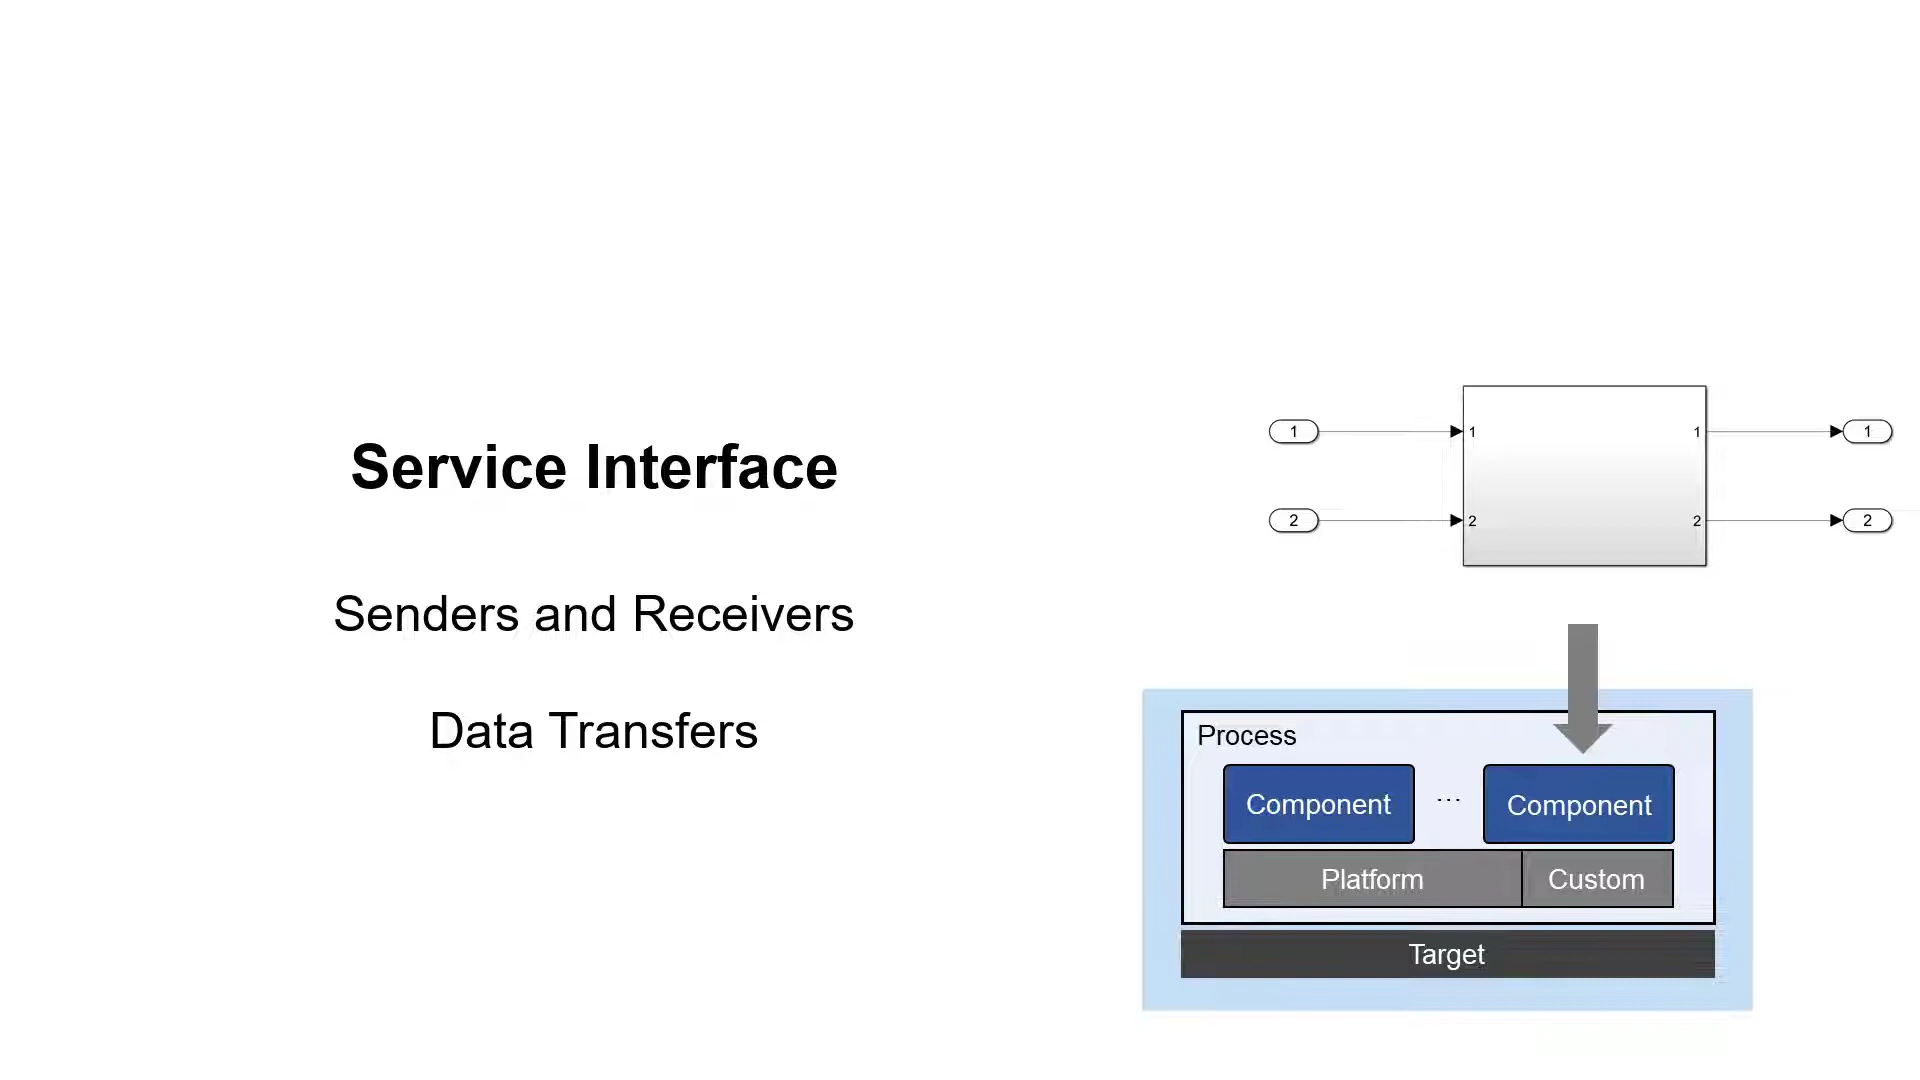 Service Interface
Senders and Receivers
Data Transfers
1 1 1 1
2 2 2 2
Process
Component ... Component
Platform Custom
Target